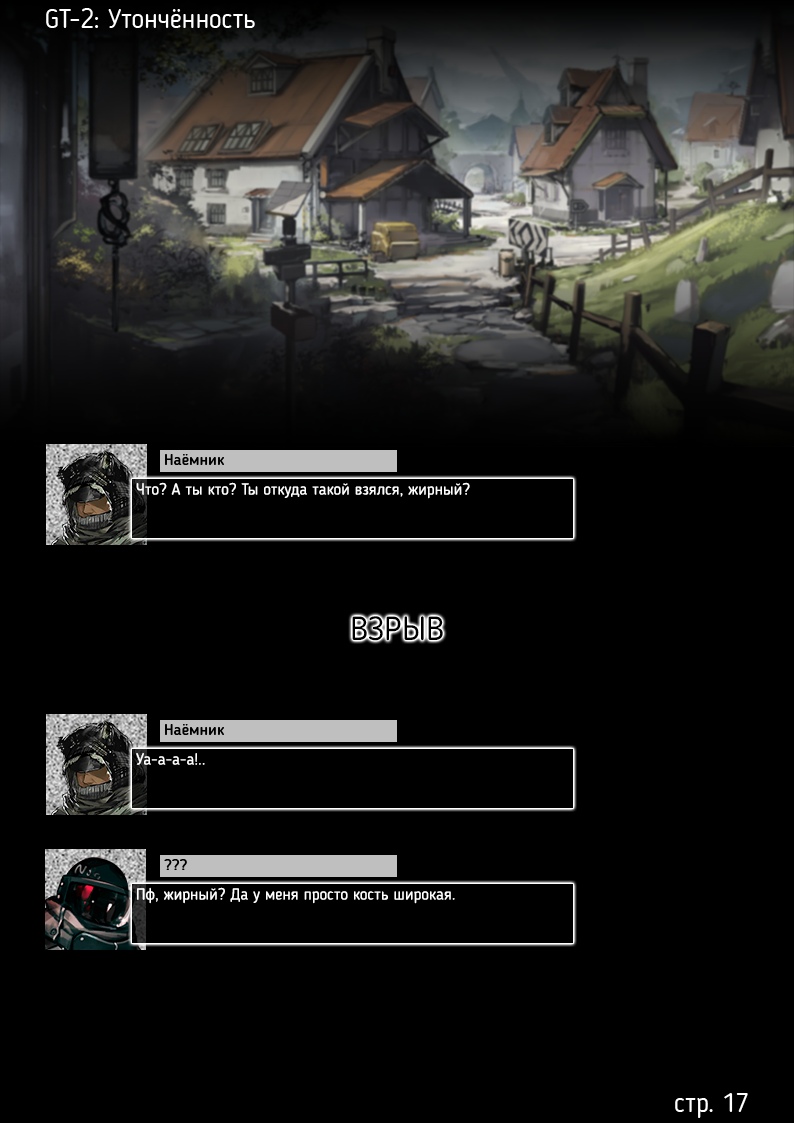 GT-2: Утончённость
Наёмник
Что? А ты кто? Ты откуда такой взялся, жирный?
ВЗРЫВ
Наёмник
Уа-а-а-а!..
???
Пф, жирный? Да у меня просто кость широкая.
стр. 17